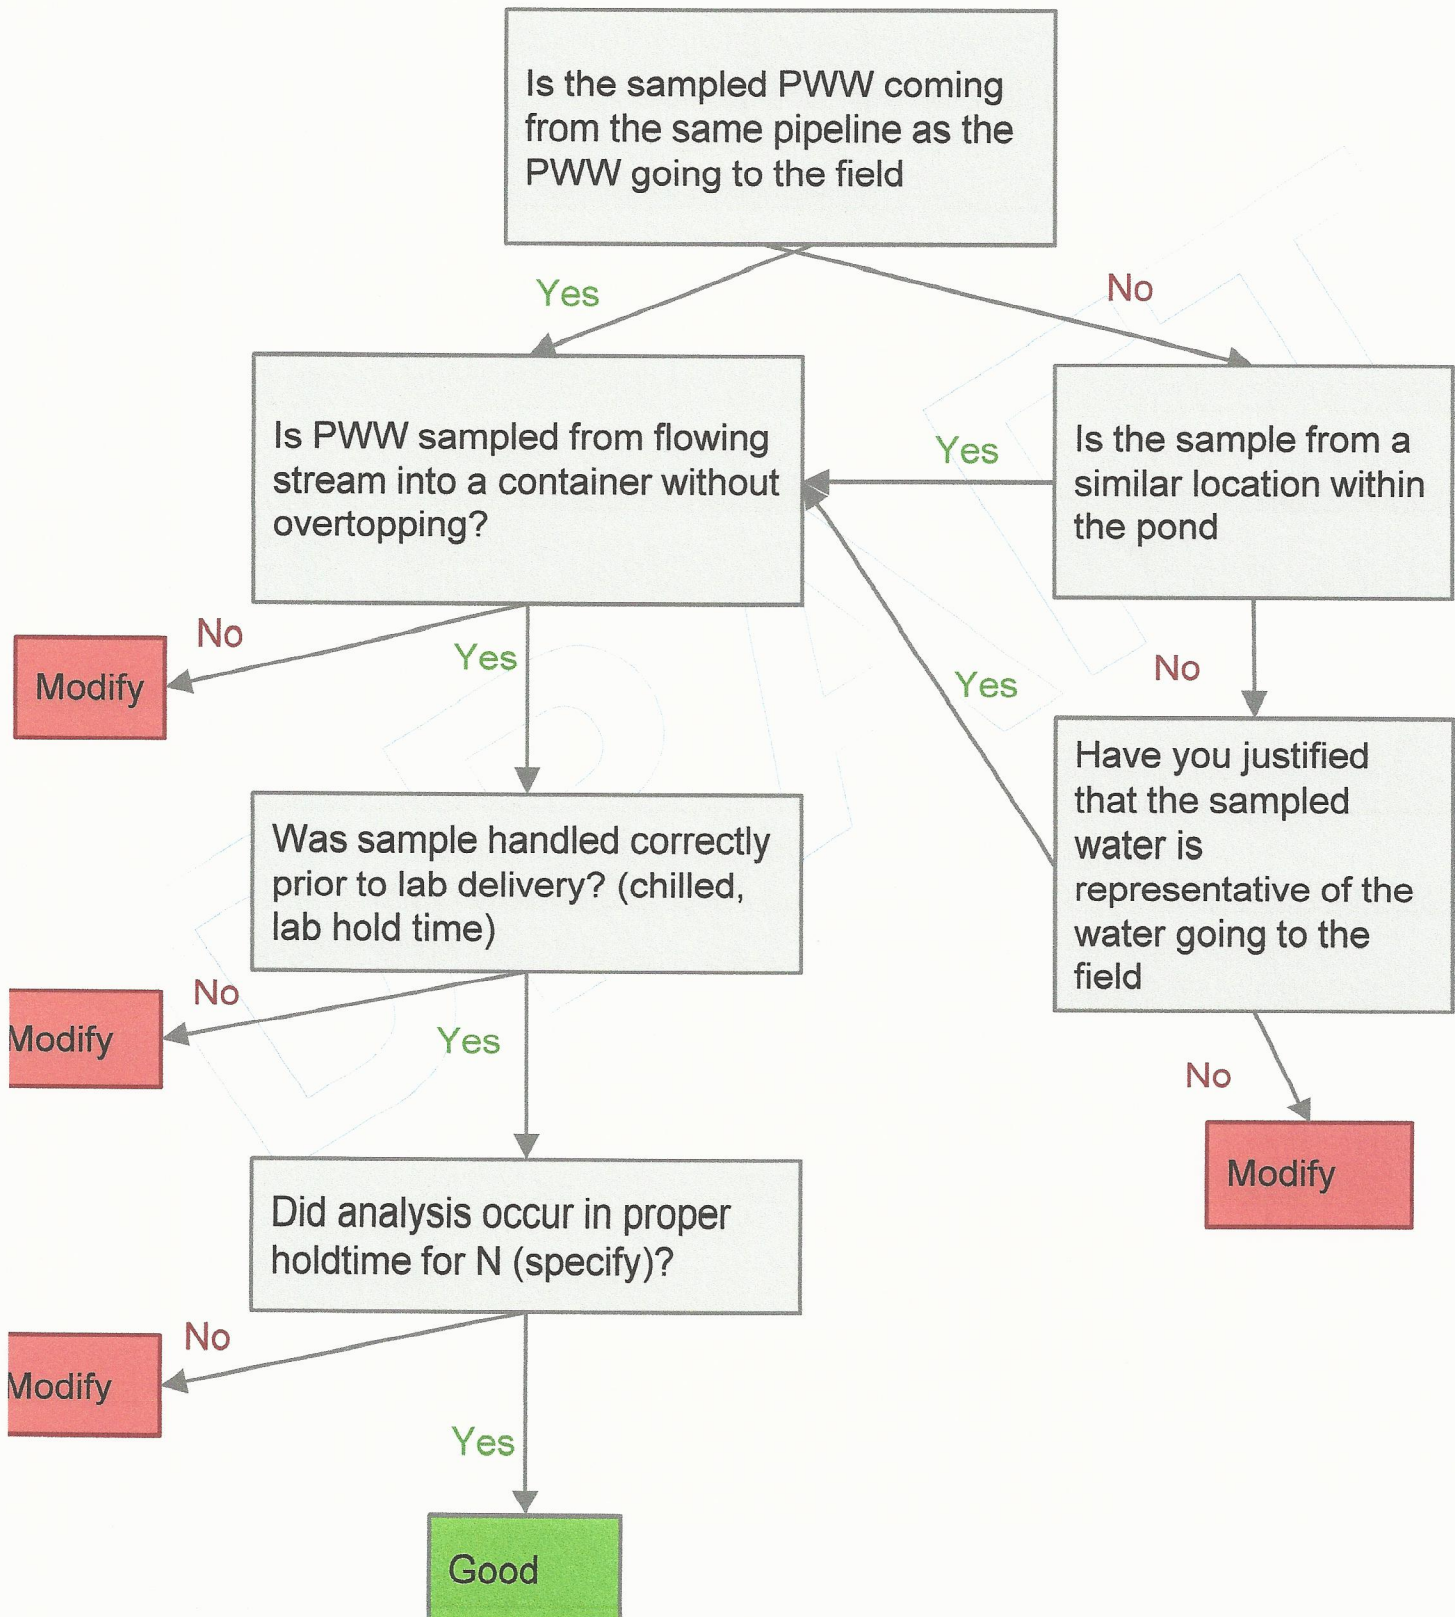 Is the sampled PWW coming
from the same pipeline as the
PWW going to the field
Yes
No
Is PWW sampled from flowing
stream into a container without
overtopping?
Yes
Is the sample from a
similar location within
the pond
No
Modify
Yes
Yes
No
Have you justified
that the sampled
water is
representative of the
water going to the
field
Was sample handled correctly
prior to lab delivery? (chilled,
lab hold time)
No
Modify
Yes
No
Modify
Did analysis occur in proper
holdtime for N (specify)?
No
Modify
Yes
Good
DRAFT